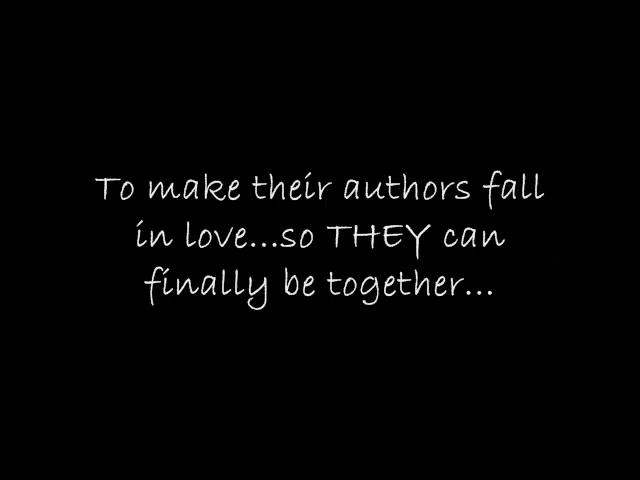 To make their authors fall
in love...so THEY can
finally be together...